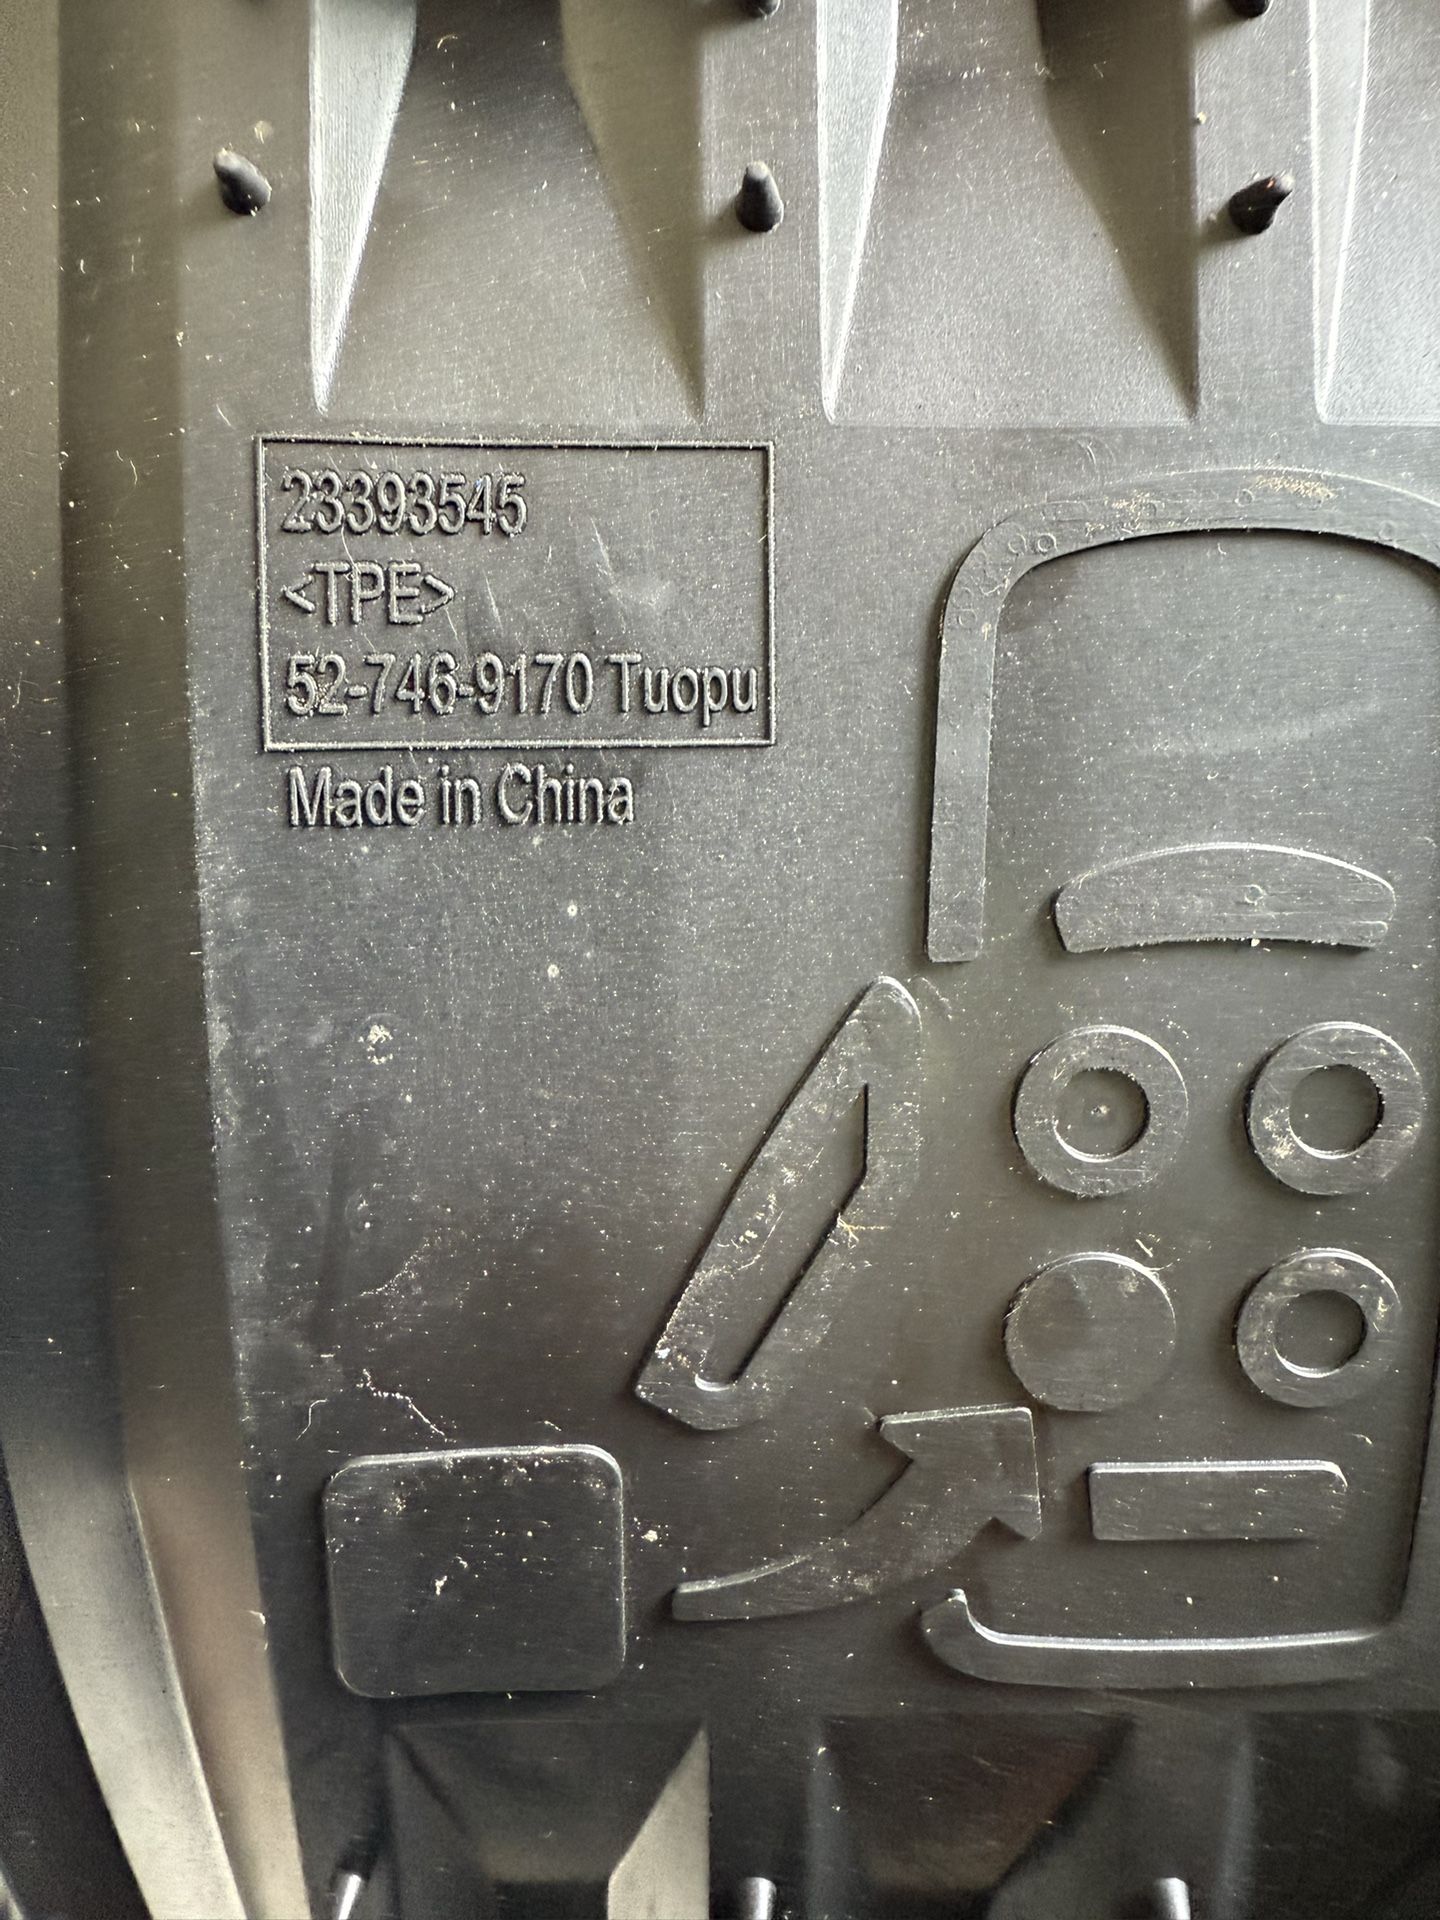 23393545
<TPE>
52-746-9170 Tuopu
Made in China